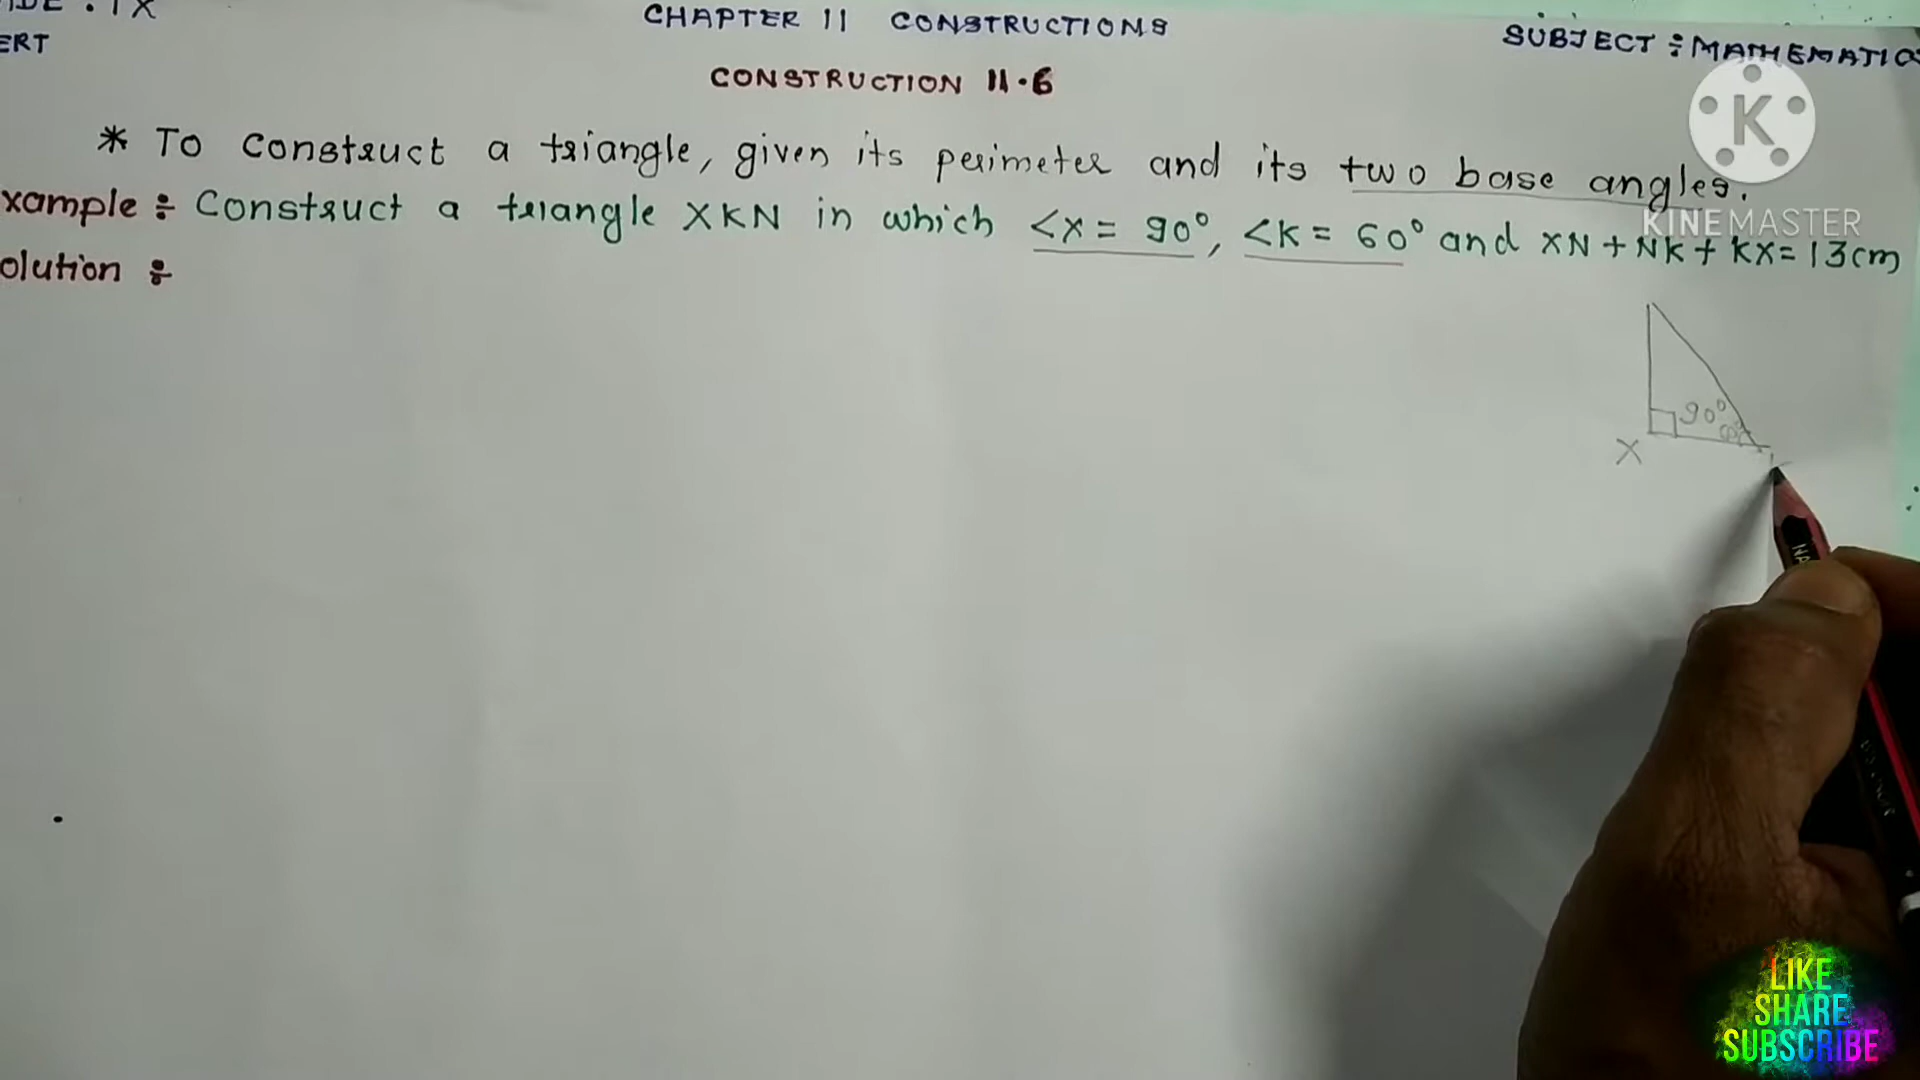 IX
CHAPTER 11 CONSTRUCTIONS
SUBJECT ÷ MATHEMATIC
ERT
CONSTRUCTION 11.6
* To construct a triangle, given its perimeter and its two base angles.
xample ÷ Construct a triangle XKN in which <X = 90°, <K = 60° and XN + NK + KX = 13cm
olution ÷
K
KINEMASTER
90°
X
LIKE
SHARE
SUBSCRIBE